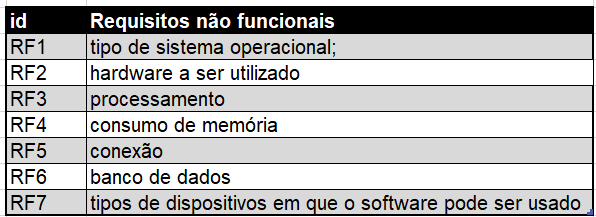 id Requisitos não funcionais
RF1 tipo de sistema operacional;
RF2 hardware a ser utilizado
RF3 processamento
RF4 consumo de memória
RF5 conexão
RF6 banco de dados
RF7 tipos de dispositivos em que o software pode ser usado